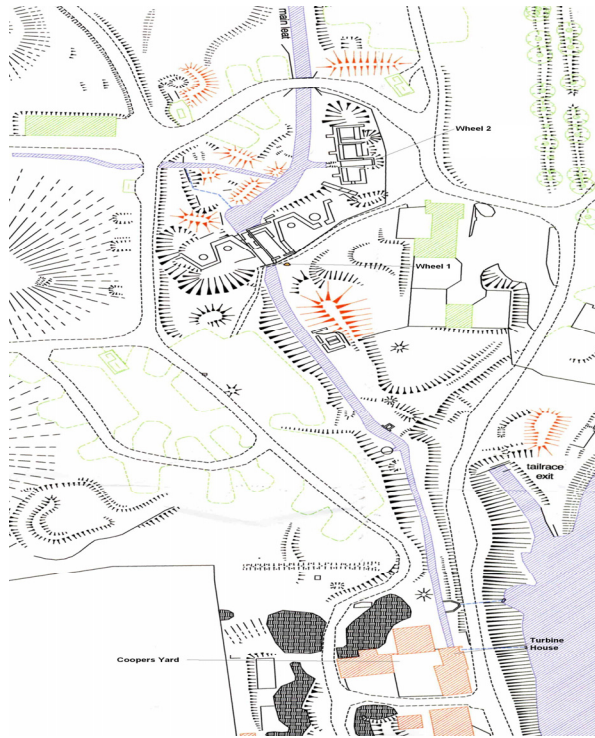 main leat
Wheel 2
Wheel 1
tailrace
exit
Turbine
House
Coopers Yard